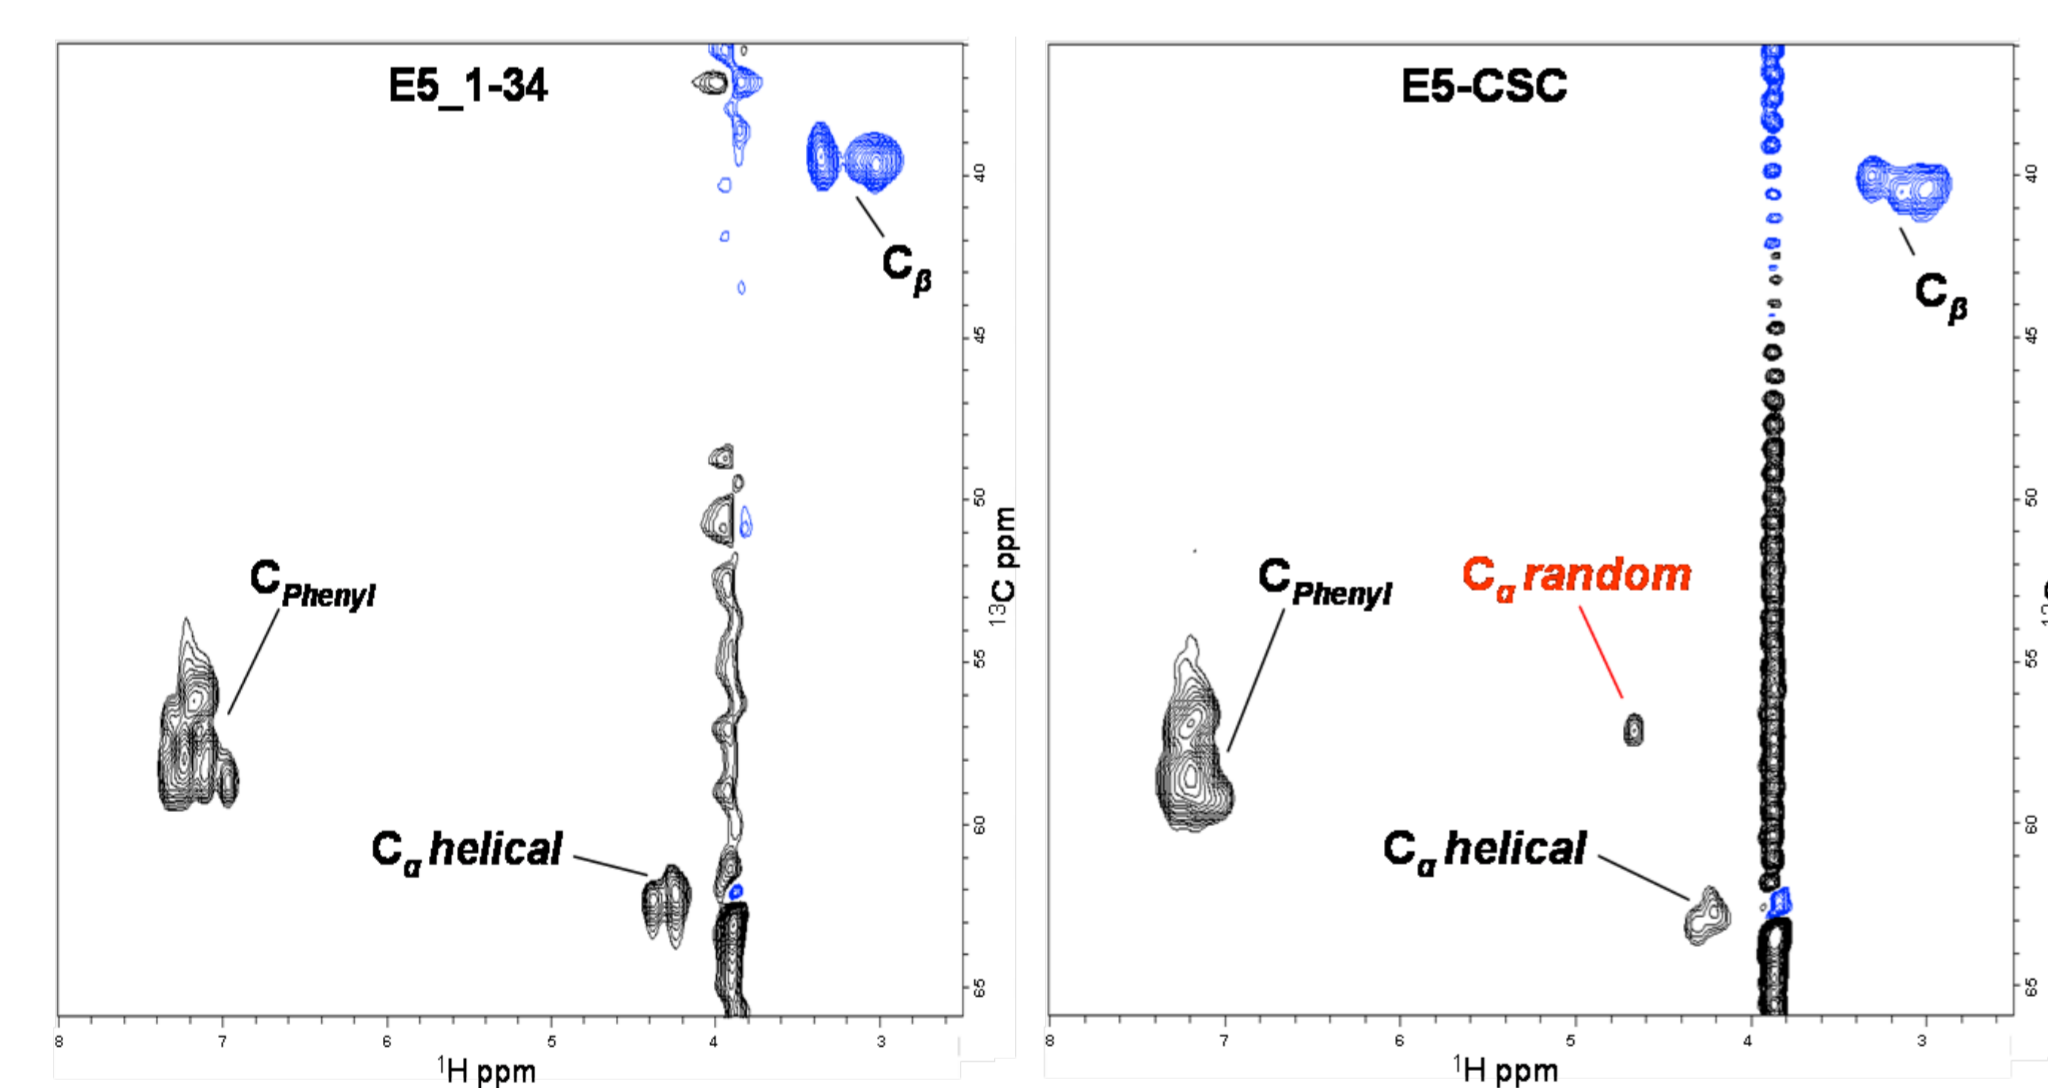 E5_1-34
E5-CSC
40
Cβ
40
Cβ
45
45
50
50
CPhenyl
13C ppm
CPhenyl
Cα random
55
55
Cα helical
60
Cα helical
60
65
65
8 7 6 5 4 3
1H ppm
8 7 6 5 4 3
1H ppm